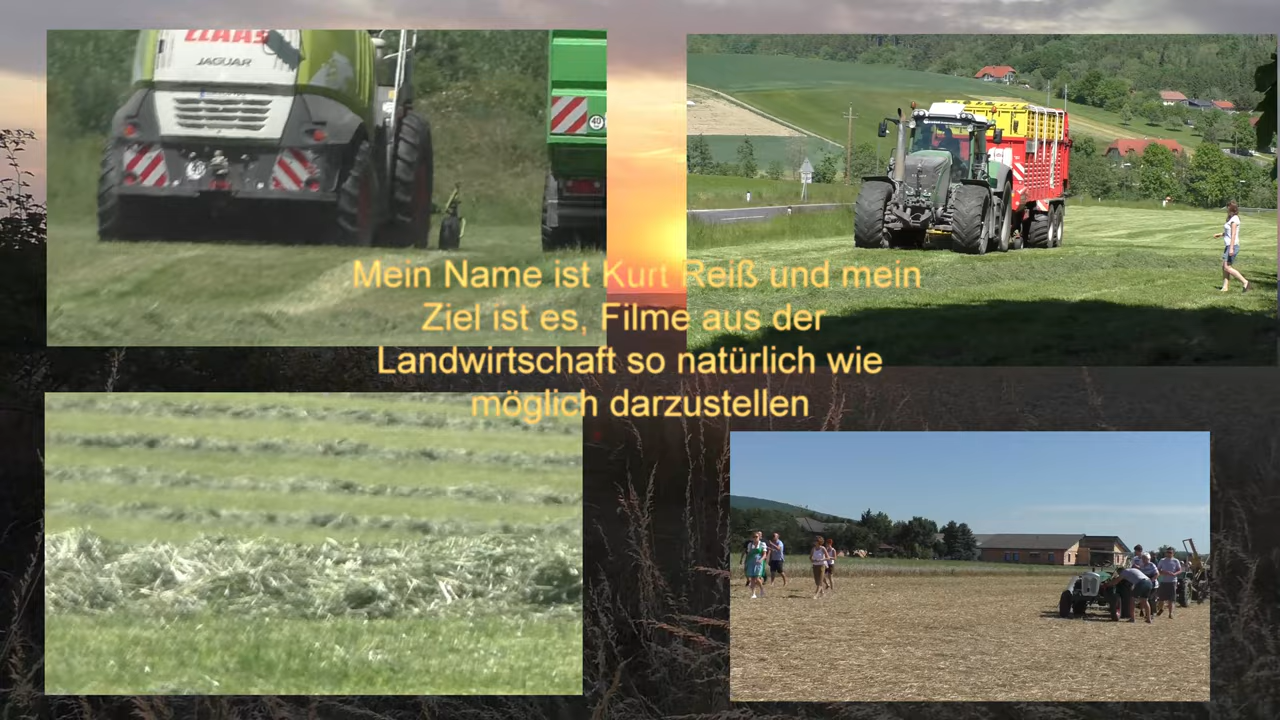 CLAAS
JAGUAR
40
Mein Name ist Kurt Reiß und mein
Ziel ist es, Filme aus der
Landwirtschaft so natürlich wie
möglich darzustellen